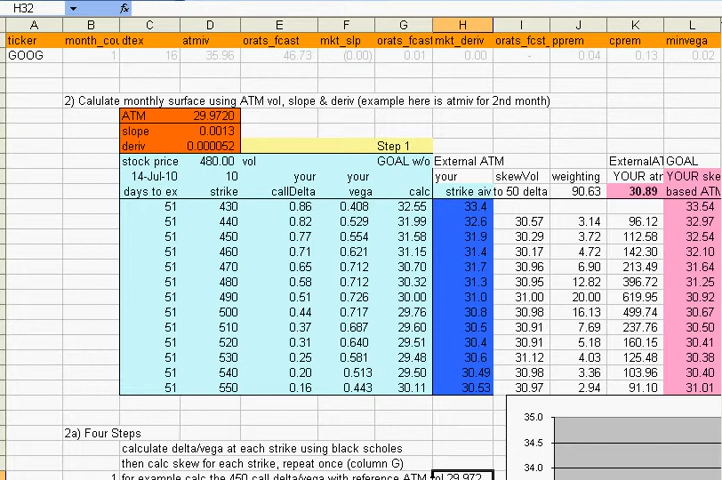 H32 fx
A B C D E F G H I J K L
ticker month_cou dtex atmiv orats_fcast mkt_slp orats_fcast mkt_deriv orats_fcst_ pprem cprem minvega
GOOG 1 16 35.96 46.73 (0.00) 0.01 0.00 - 0.04 0.13 0.02
2) Calulate monthly surface using ATM vol, slope & deriv (example here is atmiv for 2nd month)
ATM 29.9720
slope 0.0013
deriv 0.000052 Step 1
stock price 480.00 vol GOAL w/o External ATM ExternalAT GOAL
14-Jul-10 10 your your your skewVol weighting YOUR atr YOUR ske
days to ex strike callDelta vega calc strike aiv to 50 delta 90.63 30.89 based ATM
51 430 0.86 0.408 32.55 33.4 33.54
51 440 0.82 0.529 31.99 32.6 30.57 3.14 96.12 32.97
51 450 0.77 0.554 31.58 31.9 30.29 3.72 112.58 32.54
51 460 0.71 0.621 31.15 31.4 30.17 4.72 142.30 32.10
51 470 0.65 0.712 30.70 31.7 30.96 6.90 213.49 31.64
51 480 0.58 0.712 30.32 31.3 30.95 12.82 396.72 31.25
51 490 0.51 0.726 30.00 31.0 31.00 20.00 619.95 30.92
51 500 0.44 0.717 29.76 30.8 30.98 16.13 499.74 30.67
51 510 0.37 0.687 29.60 30.5 30.91 7.69 237.76 30.50
51 520 0.31 0.640 29.51 30.4 30.91 5.18 160.15 30.41
51 530 0.25 0.581 29.48 30.6 31.12 4.03 125.48 30.38
51 540 0.20 0.513 29.50 30.49 30.98 3.36 103.96 30.40
51 550 0.16 0.443 30.11 30.53 30.97 2.94 91.10 31.01
35.0
2a) Four Steps
34.5
calculate delta/vega at each strike using black scholes
then calc skew for each strike, repeat once (column G)
34.0
1 for example calc the 450 call delta/vega with reference ATM vol 29.972